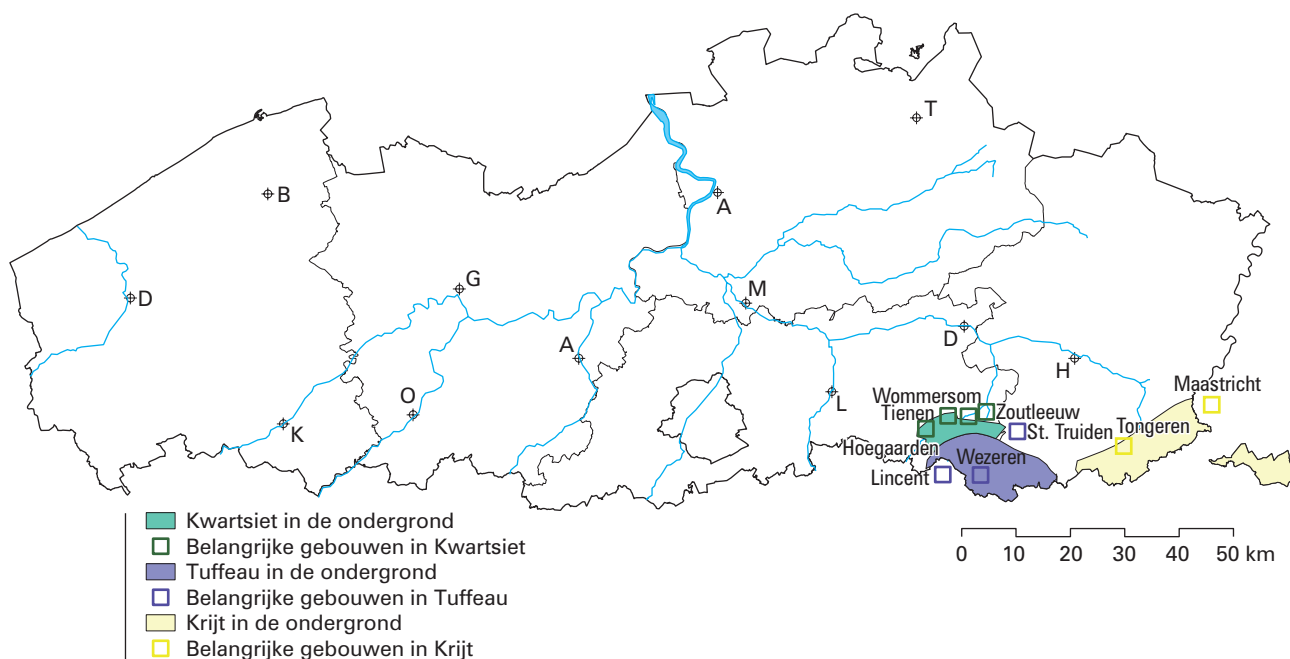 T
B
A
D
G
M
A
D
O
K
L
H
Maastricht
Wommersom
Tienen
Zoutleeuw
St. Truiden
Tongeren
Hoegaarden
Wezeren
Lincent
Kwartsiet in de ondergrond
Belangrijke gebouwen in Kwartsiet
Tuffeau in de ondergrond
Belangrijke gebouwen in Tuffeau
Krijt in de ondergrond
Belangrijke gebouwen in Krijt
0 10 20 30 40 50 km